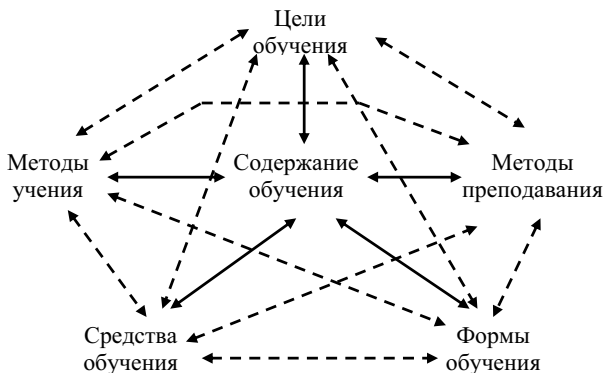 Цели
обучения
Методы
учения
Содержание
обучения
Методы
преподавания
Средства
обучения
Формы
обучения